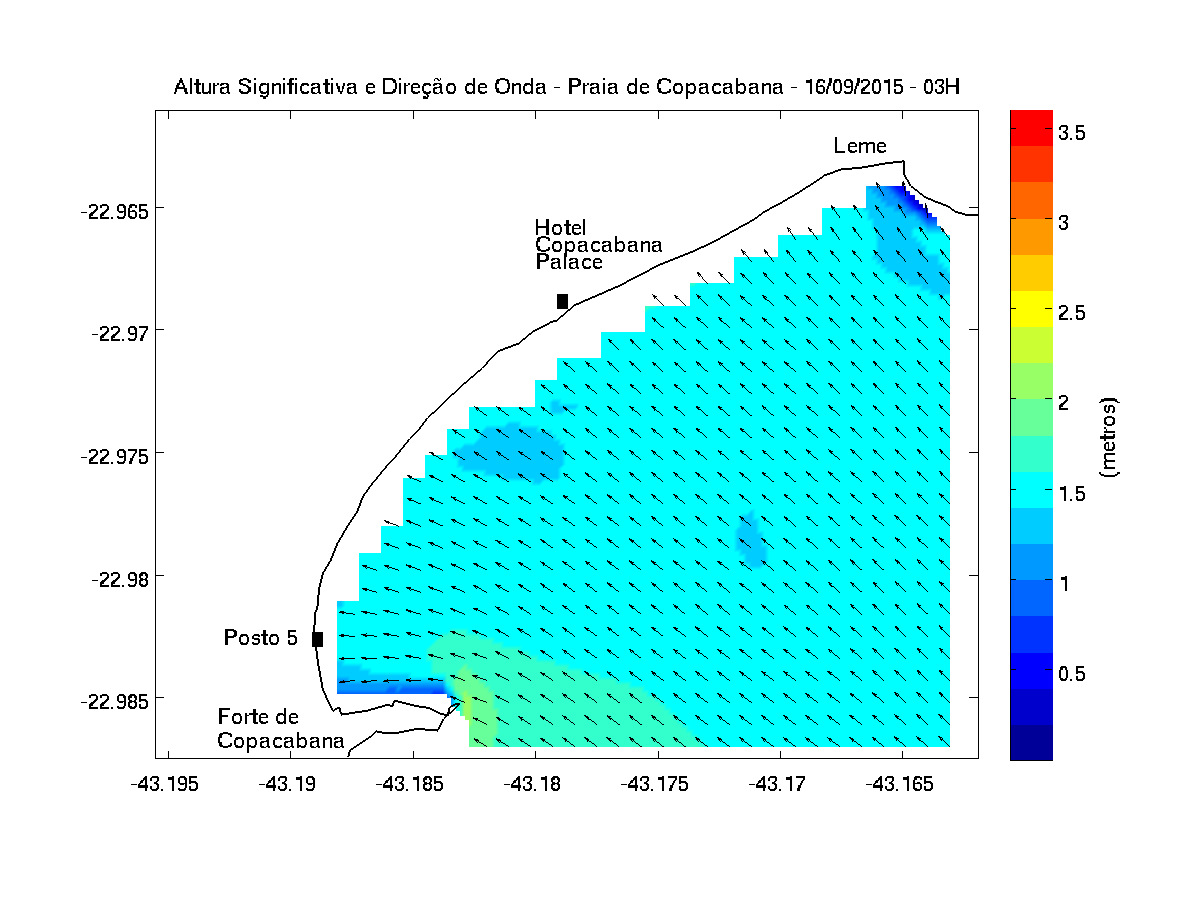 Altura Significativa e Direção de Onda - Praia de Copacabana - 16/09/2015 - 03H
Leme
Hotel
Copacabana
Palace
Posto 5
Forte de
Copacabana
-22.965
-22.97
-22.975
-22.98
-22.985
-43.195
-43.19
-43.185
-43.18
-43.175
-43.17
-43.165
3.5
3
2.5
2
1.5
1
0.5
(metros)